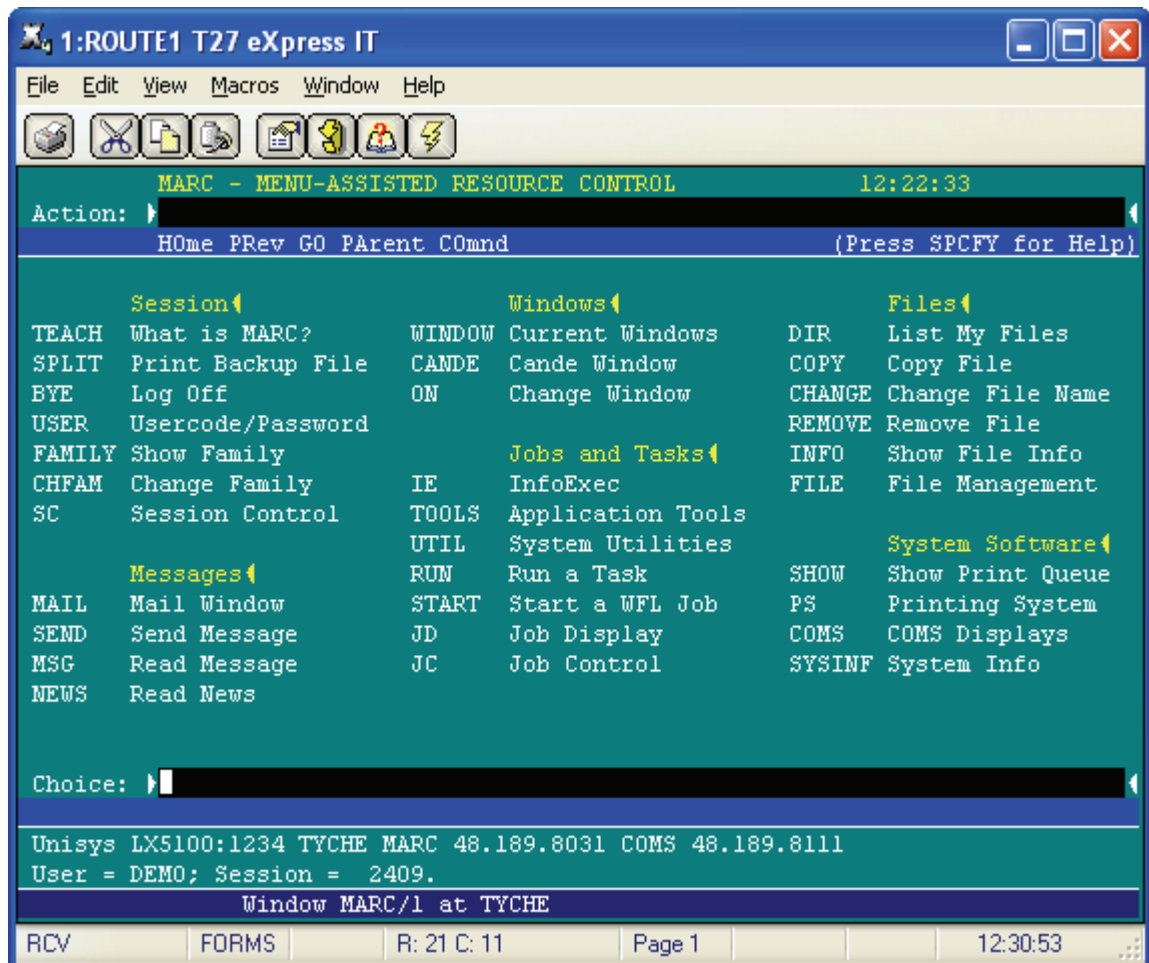 1:ROUTE1 T27 eXpress IT
File Edit View Macros Window Help
MARC - MENU-ASSISTED RESOURCE CONTROL 12:22:33
Action:
HOme PRev GO PArent COmnd (Press SPCFY for Help)
Session Windows Files
TEACH What is MARC? WINDOW Current Windows DIR List My Files
SPLIT Print Backup File CANDE Cande Window COPY Copy File
BYE Log Off ON Change Window CHANGE Change File Name
USER Usercode/Password REMOVE Remove File
FAMILY Show Family Jobs and Tasks INFO Show File Info
CHFAM Change Family IE InfoExec FILE File Management
SC Session Control TOOLS Application Tools
UTIL System Utilities System Software
Messages RUN Run a Task SHOW Show Print Queue
MAIL Mail Window START Start a WFL Job PS Printing System
SEND Send Message JD Job Display COMS COMS Displays
MSG Read Message JC Job Control SYSINF System Info
NEWS Read News
Choice:
Unisys LX5100:1234 TYCHE MARC 48.189.8031 COMS 48.189.8111
User = DEMO; Session = 2409.
Window MARC/1 at TYCHE
RCV FORMS R: 21 C: 11 Page 1 12:30:53